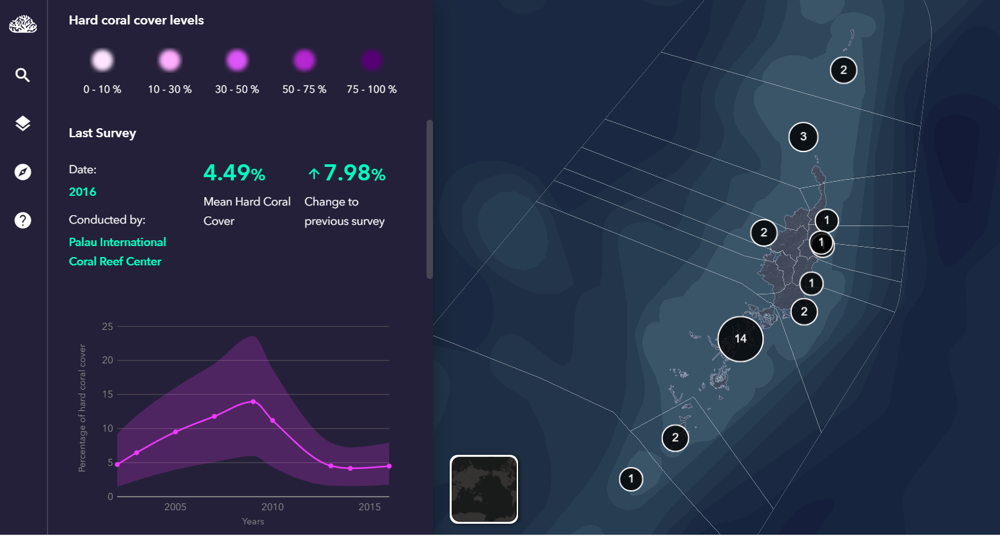 Hard coral cover levels
0 - 10 %
10 - 30 %
30 - 50 %
50 - 75 %
75 - 100 %
Last Survey
Date:
2016
Conducted by:
Palau International
Coral Reef Center
4.49%
Mean Hard Coral
Cover
7.98%
Change to
previous survey
Percentage of hard coral cover
25
20
15
10
5
0
2005
2010
2015
Years
2
3
1
2
1
1
2
14
2
1